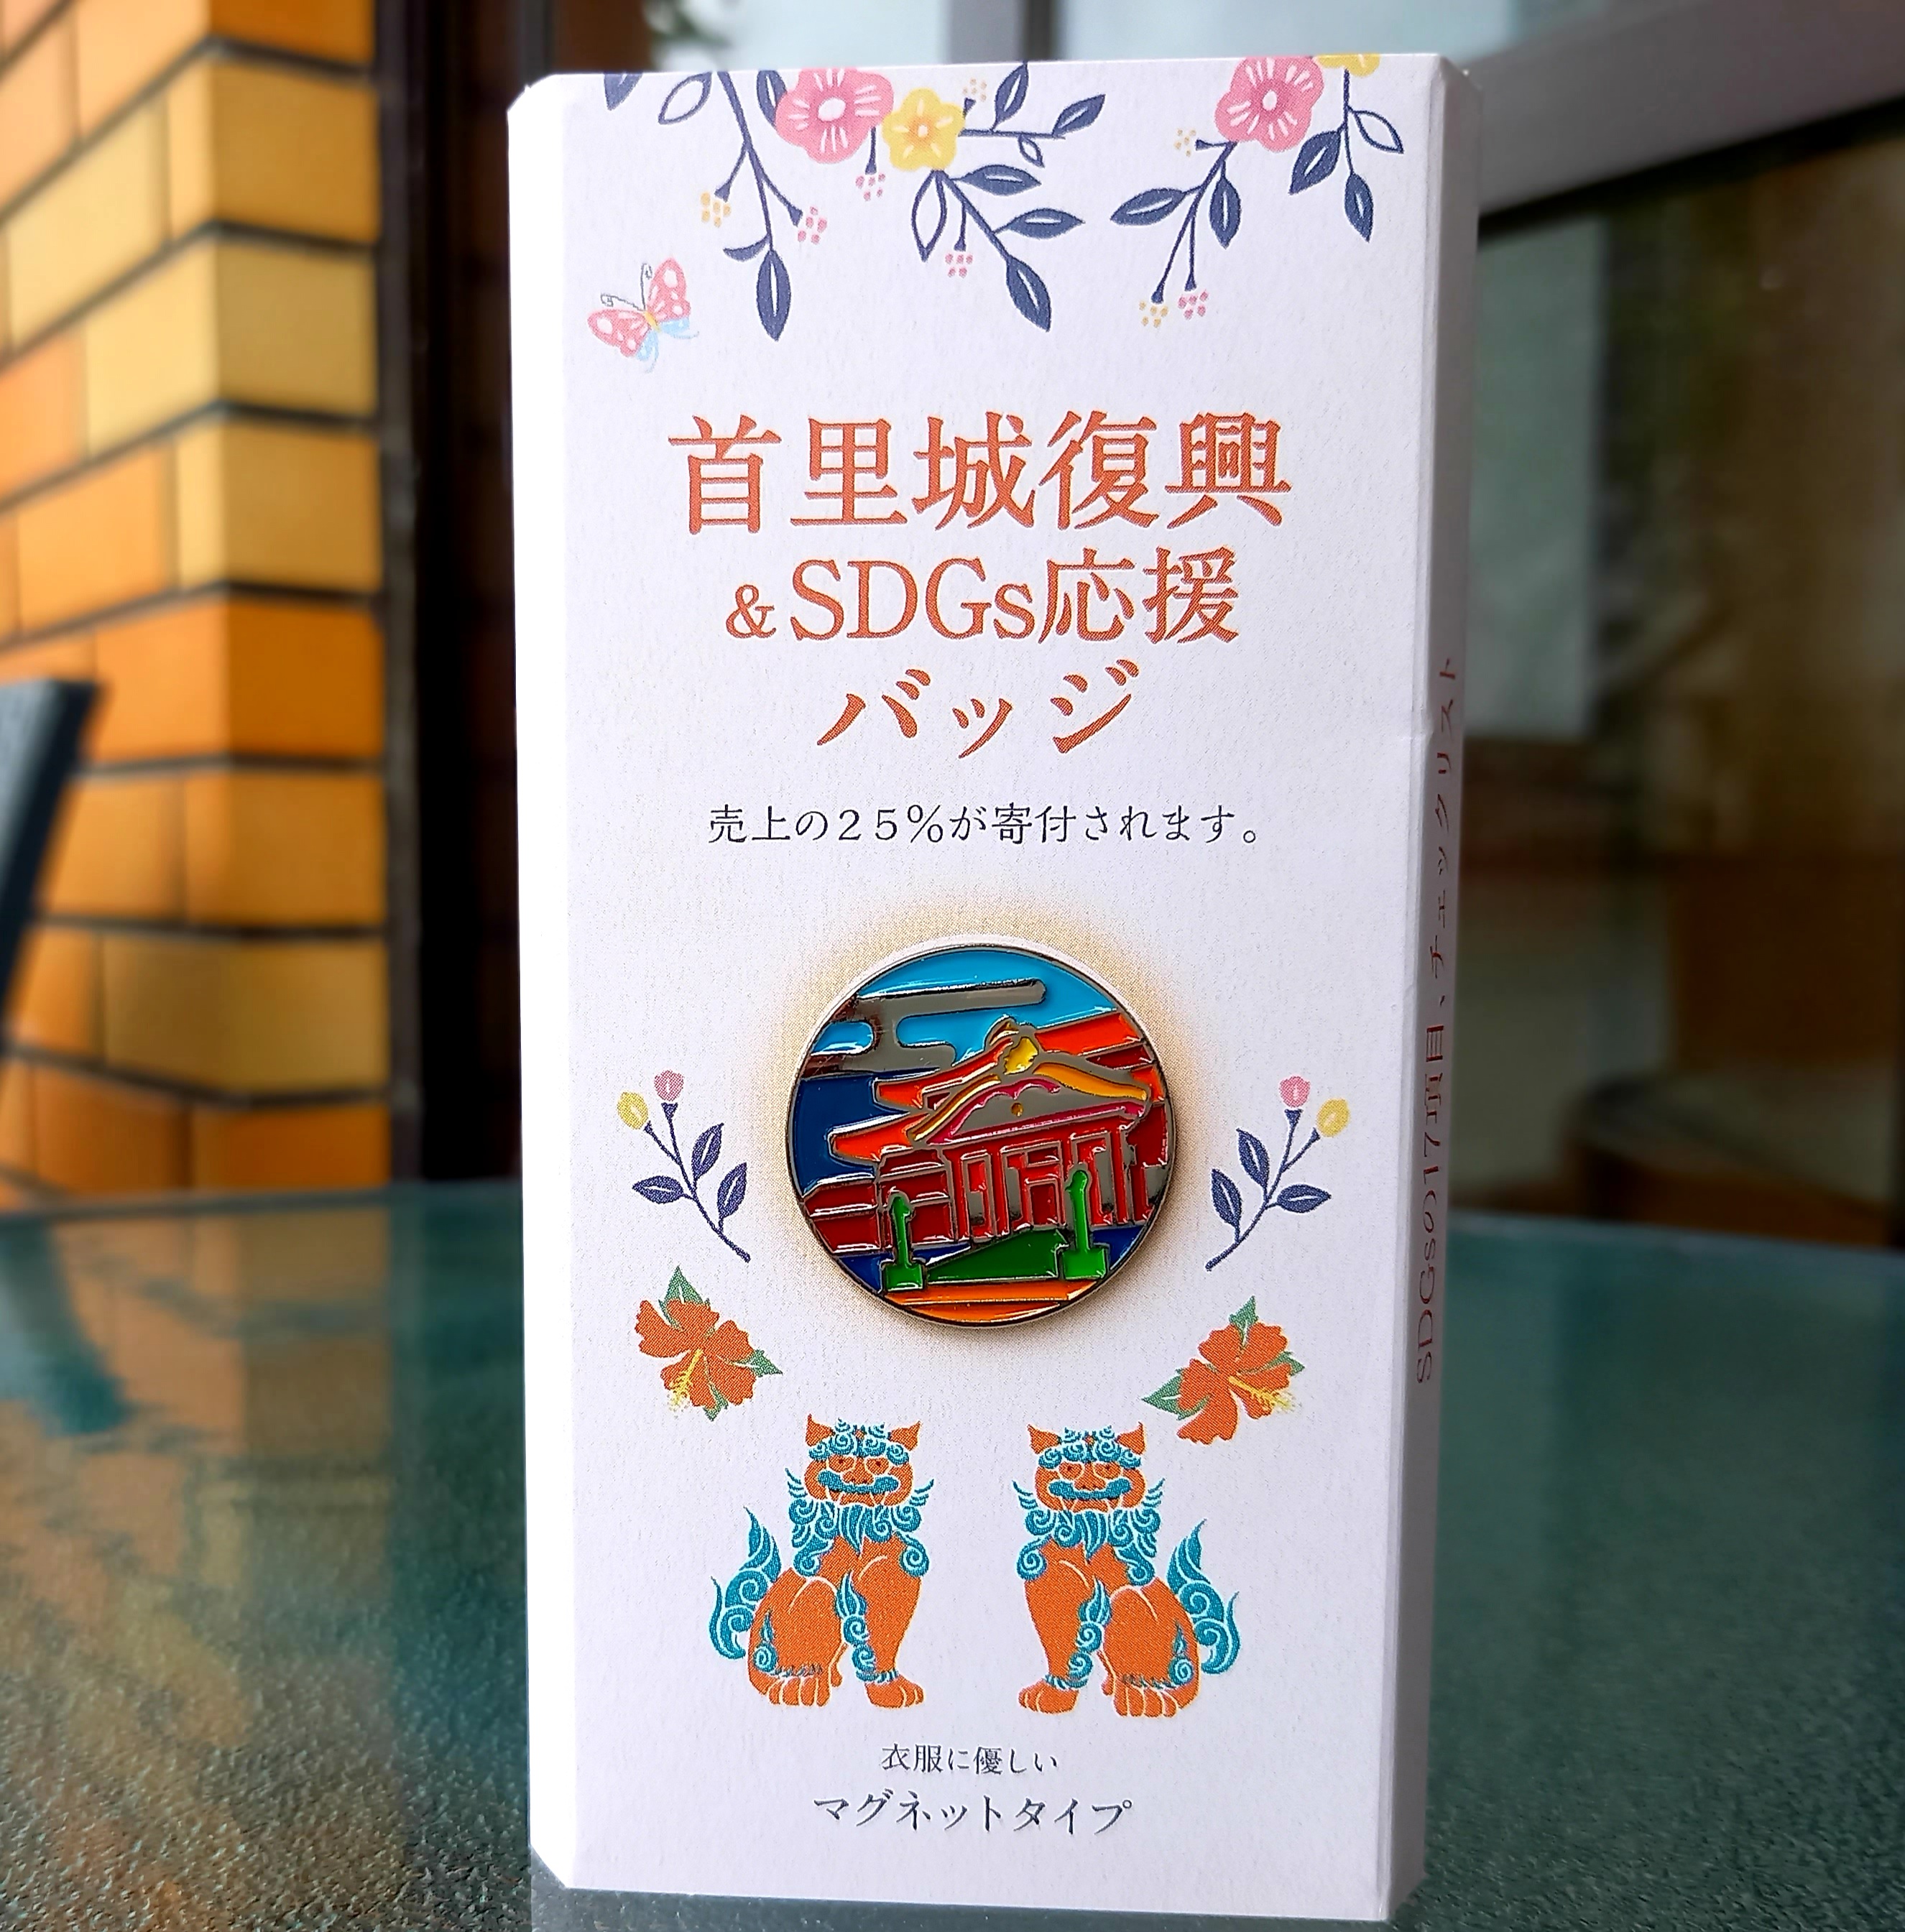 首里城復興
&SDGs応援
バッジ
売上の25%が寄付されます。
衣服に優しい
マグネットタイプ
SDGsの17項目、チェックリスト